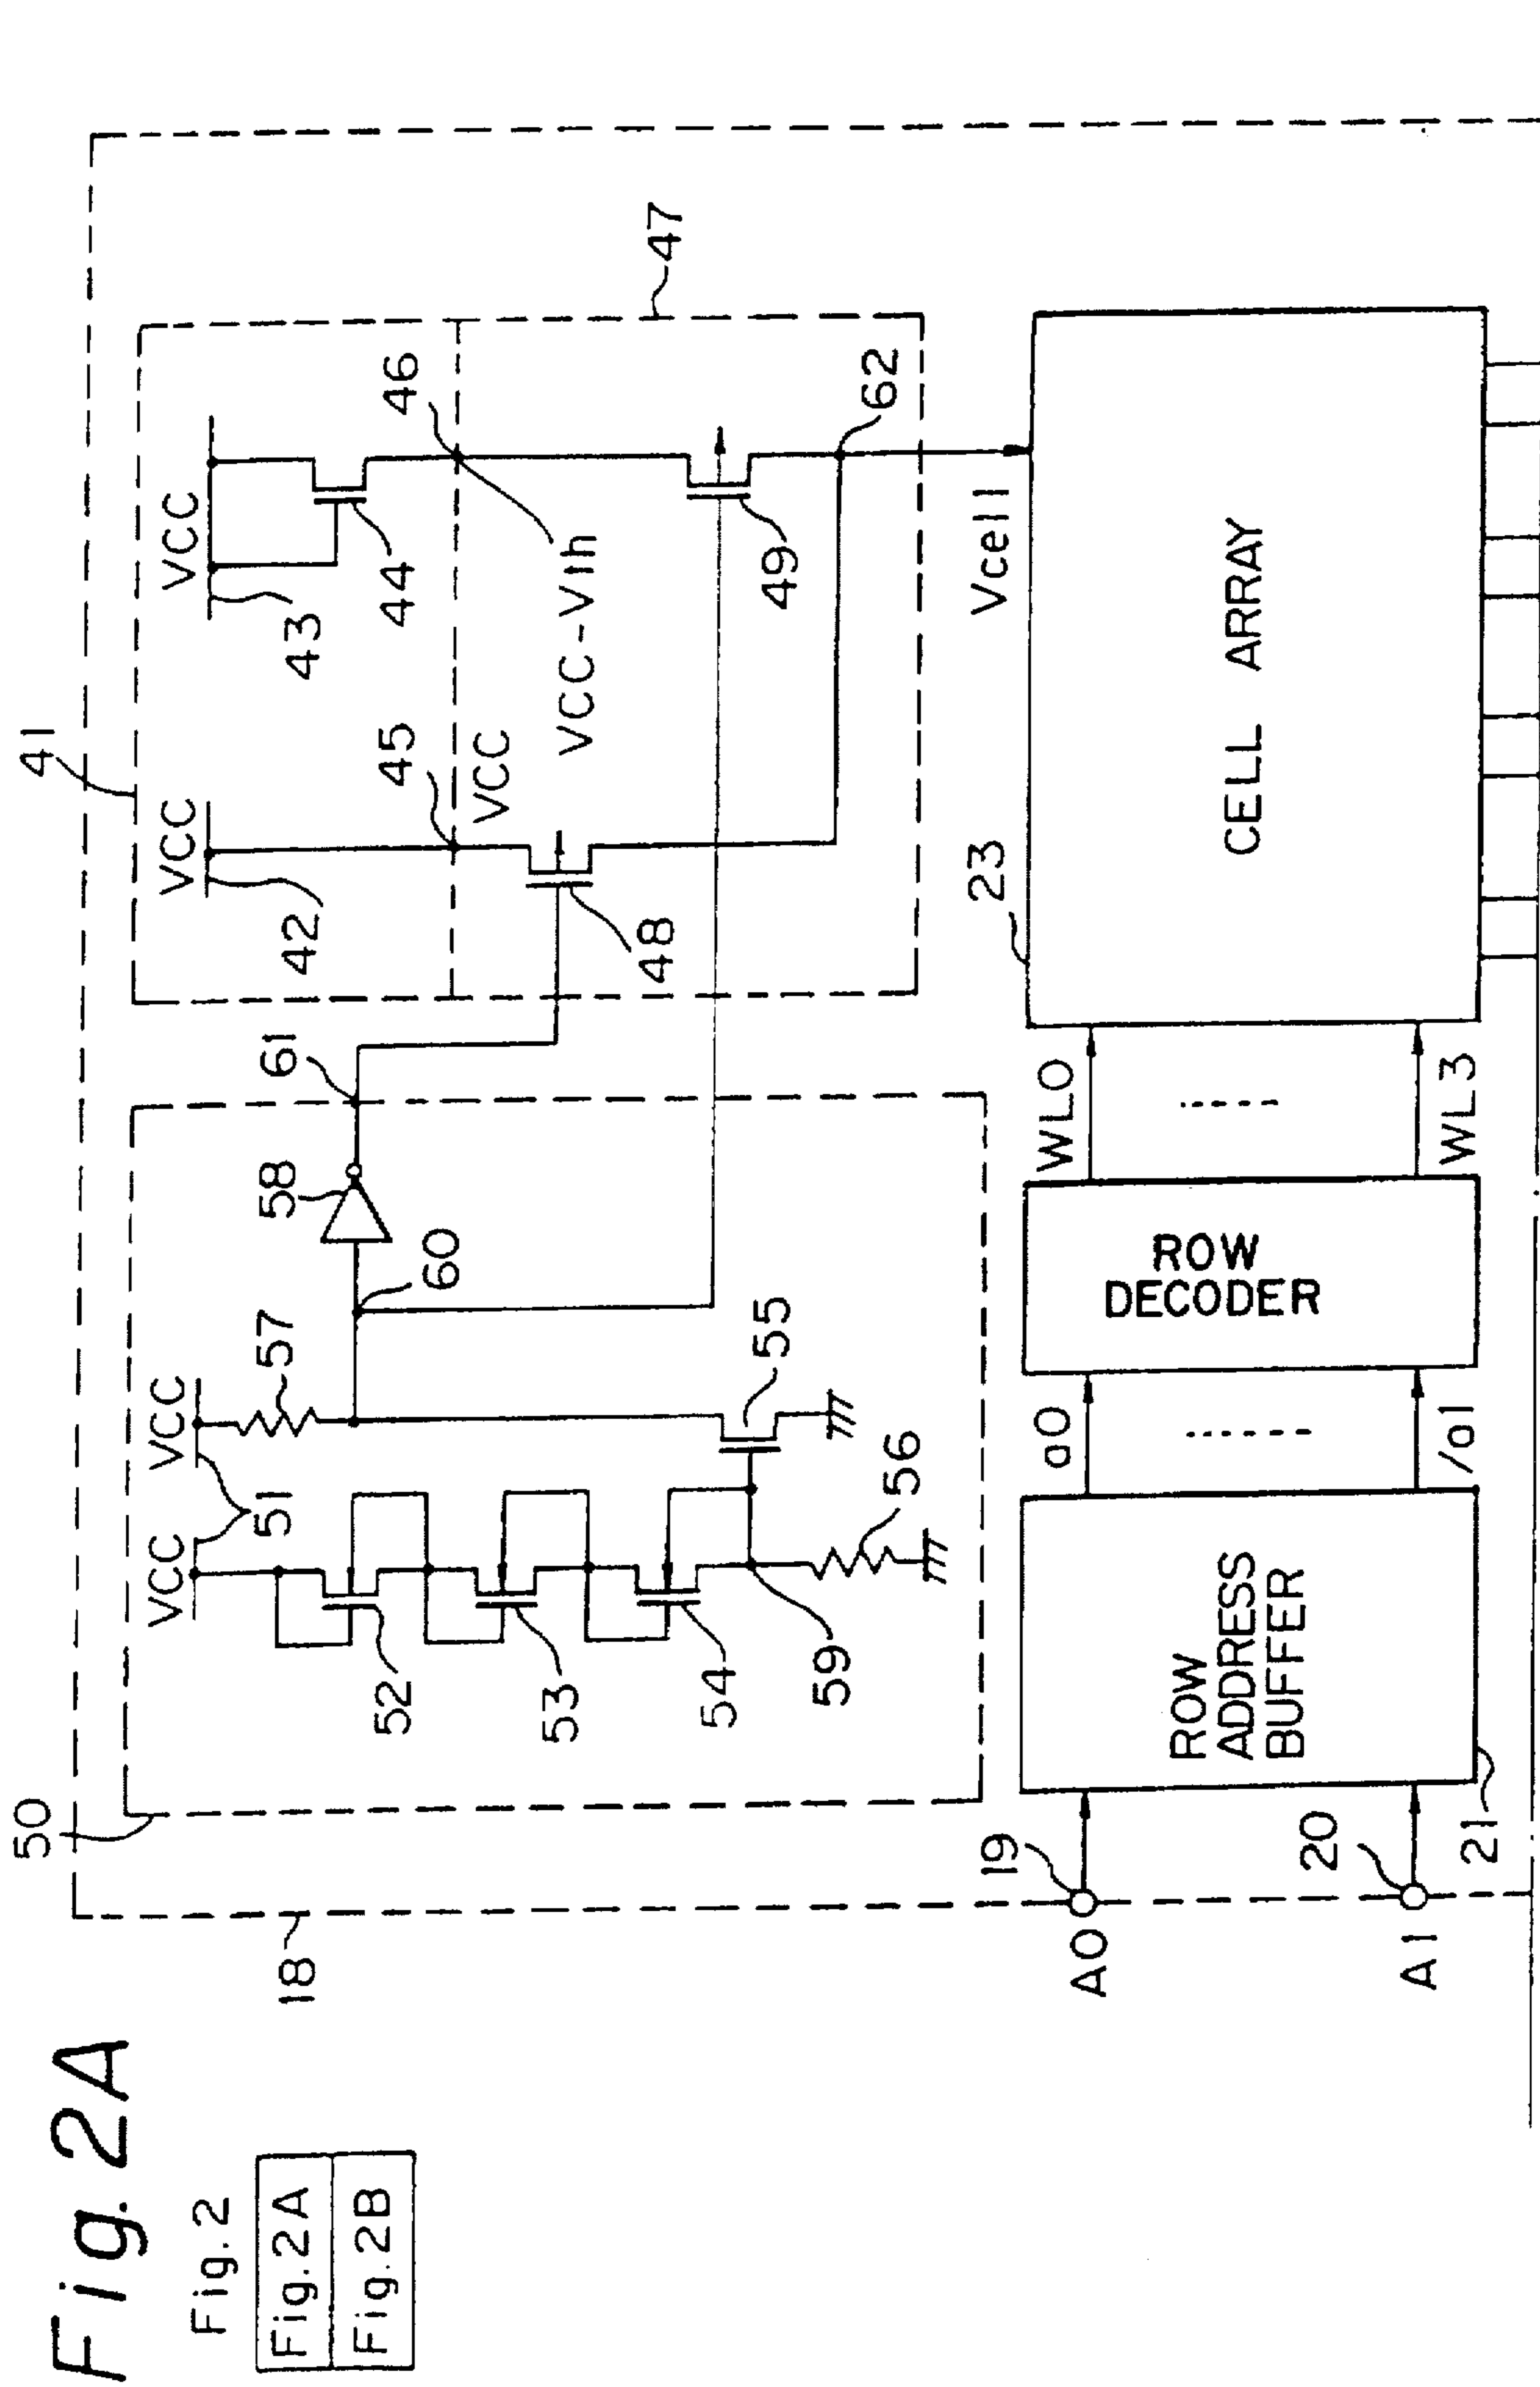 Fig. 2A
Fig. 2
Fig. 2A
Fig. 2B
18
50
41
VCC
VCC
51
57
58
61
60
52
53
54
55
56
59
VCC
VCC
42
43
44
45
46
47
VCC
VCC-Vth
48
49
62
Vcell
A0
19
A1
20
21
ROW
ADDRESS
BUFFER
a0
/a1
ROW
DECODER
WL0
WL3
23
CELL ARRAY